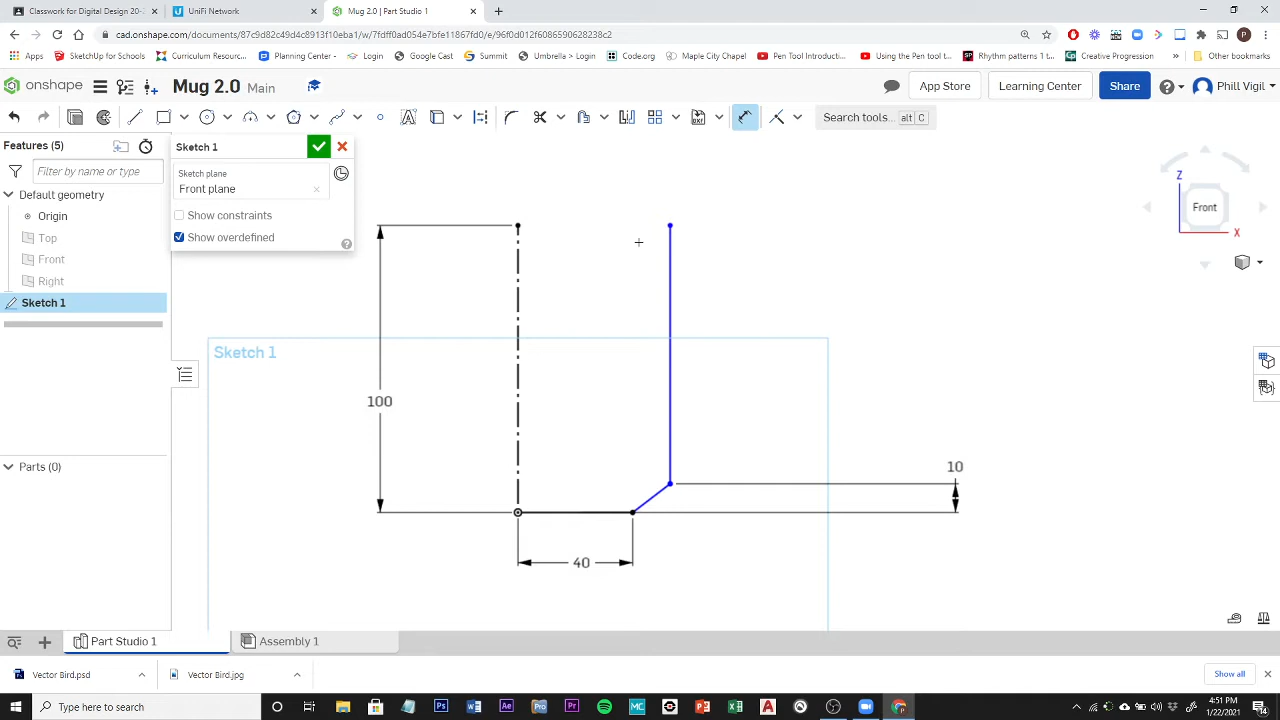 Classwork for Digital Design 20-
UniFi Network
Mug 2.0 | Part Studio 1
cad.onshape.com/documents/87c9d82c4d4c8913f10eba1/w/7fdff0ad054e7bfe11867fd2/e/96f0d012f6086590628238c2
Apps
SketchUp for Schools
Curriculum Resour...
Planning Center
Google Cast
Summit
Umbrella > Login
Code.org
Maple City Chapel
Pen Tool Introducti...
Using the Pen tool t...
Rhythm patterns 1 t...
Creative Progression
»
Other bookmarks
onshape
Mug 2.0 Main
App Store
Learning Center
Share
Phill Vigil
Search tools... alt C
Features (5)
Filter by name or type
Default geometry
Origin
Top
Front
Right
Sketch 1
Parts (0)
Sketch 1
Sketch plane
Front plane
Show constraints
Show overdefined
Sketch 1
100
40
10
Z
Front
X
Part Studio 1
Assembly 1
Vector Bird.psd
Vector Bird.jpg
Show all
Type here to search
4:51 PM
1/22/2021